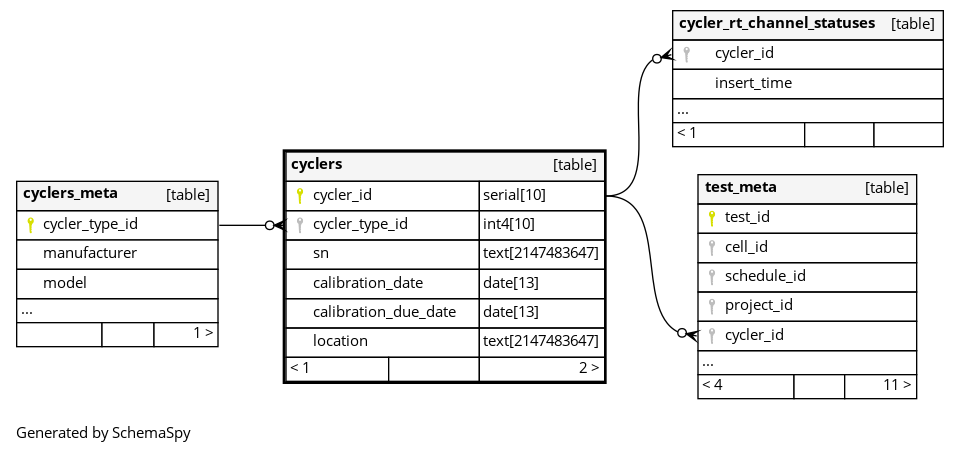 cycler_rt_channel_statuses [table]
cycler_id
insert_time
...
< 1
cyclers [table]
cycler_id serial[10]
cycler_type_id int4[10]
sn text[2147483647]
calibration_date date[13]
calibration_due_date date[13]
location text[2147483647]
< 1 2 >
cyclers_meta [table]
cycler_type_id
manufacturer
model
...
1 >
test_meta [table]
test_id
cell_id
schedule_id
project_id
cycler_id
...
< 4 11 >
Generated by SchemaSpy